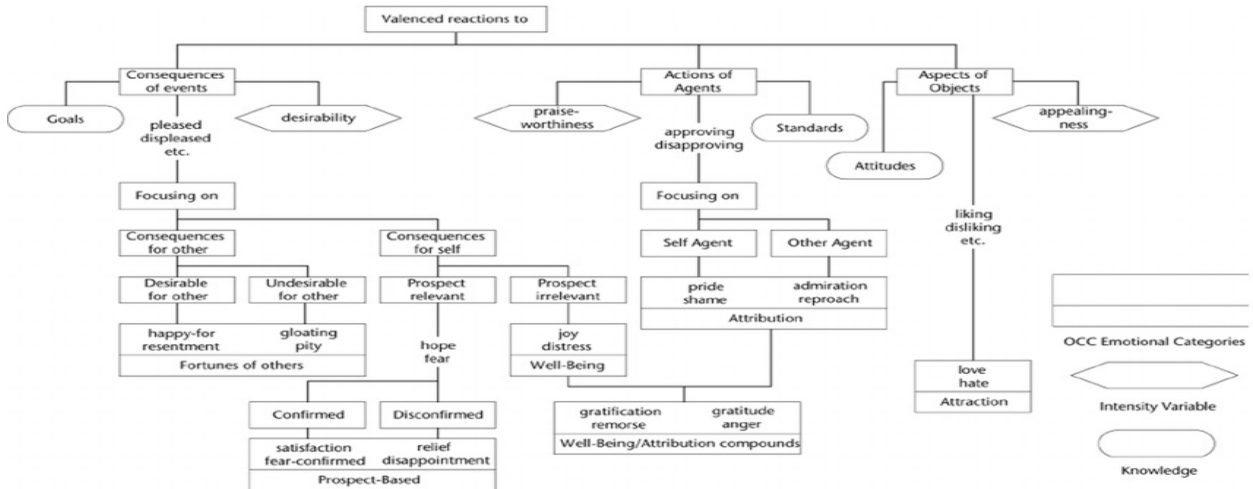 Valenced reactions to
Consequences
of events
Actions of
Agents
Aspects of
Objects
Goals
desirability
praise-
worthiness
Standards
Attitudes
appealing-
ness
pleased
displeased
etc.
approving
disapproving
Focusing on
Focusing on
liking
disliking
etc.
Consequences
for other
Consequences
for self
Self Agent
Other Agent
Desirable
for other
Undesirable
for other
Prospect
relevant
Prospect
irrelevant
pride
shame
admiration
reproach
Attribution
happy-for
resentment
gloating
pity
Fortunes of others
hope
fear
joy
distress
Well-Being
OCC Emotional Categories
love
hate
Attraction
Intensity Variable
Confirmed
Disconfirmed
gratification
remorse
gratitude
anger
Well-Being/Attribution compounds
satisfaction
fear-confirmed
relief
disappointment
Prospect-Based
Knowledge